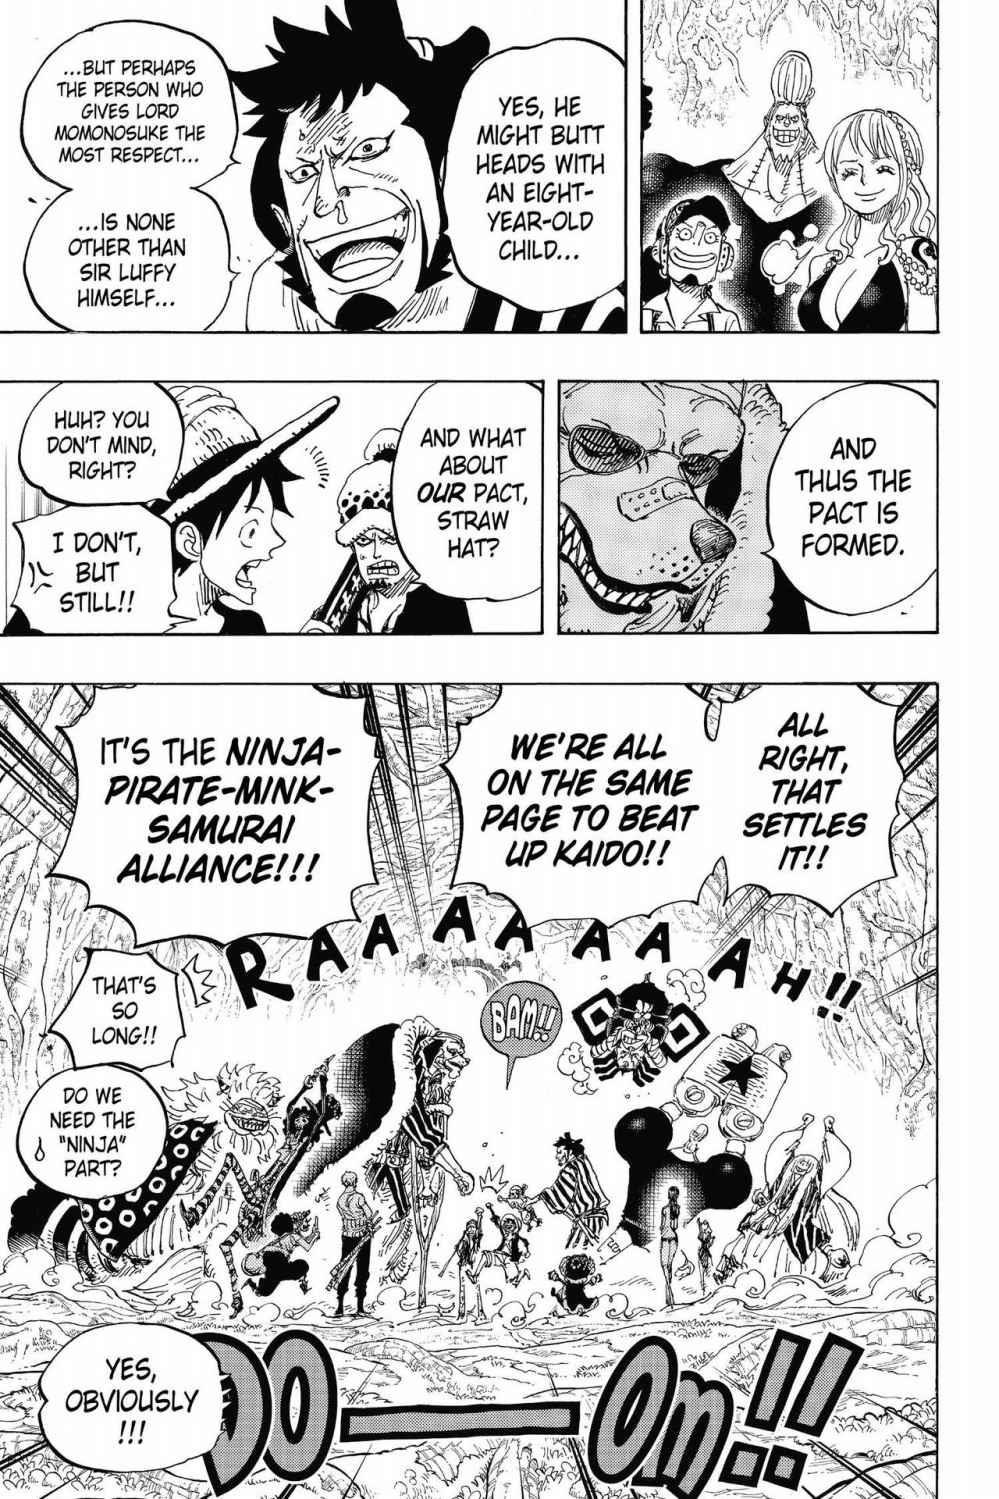 YES, HE
MIGHT BUTT
HEADS WITH
AN EIGHT-
YEAR-OLD
CHILD...
...BUT PERHAPS
THE PERSON WHO
GIVES LORD
MOMONOSUKE THE
MOST RESPECT...
...IS NONE
OTHER THAN
SIR LUFFY
HIMSELF...
AND
THUS THE
PACT IS
FORMED.
AND WHAT
ABOUT
OUR PACT,
STRAW
HAT?
HUH? YOU
DON'T MIND,
RIGHT?
I DON'T,
BUT
STILL!!
ALL
RIGHT,
THAT
SETTLES
IT!!
WE'RE ALL
ON THE SAME
PAGE TO BEAT
UP KAIDO!!
IT'S THE NINJA-
PIRATE-MINK-
SAMURAI
ALLIANCE!!!
RAAAAAAAH!!
BAM!!
THAT'S
SO
LONG!!
DO WE
NEED THE
"NINJA"
PART?
YES,
OBVIOUSLY
!!!
DO—OM!!